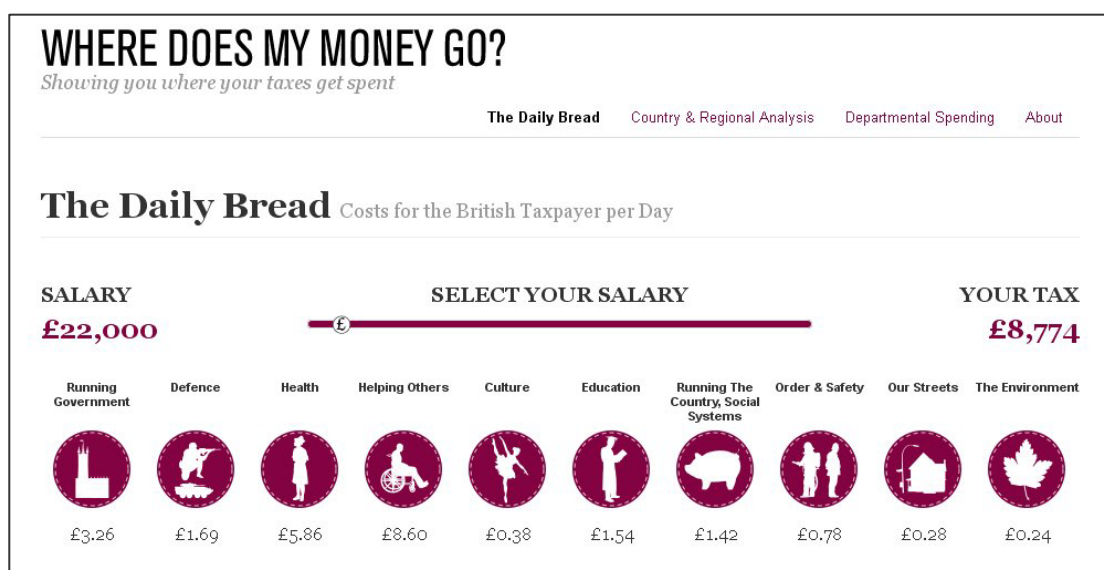 WHERE DOES MY MONEY GO?
Showing you where your taxes get spent
The Daily Bread Country & Regional Analysis Departmental Spending About
The Daily Bread Costs for the British Taxpayer per Day
SALARY SELECT YOUR SALARY YOUR TAX
£22,000 £ £8,774
Running Defence Health Helping Others Culture Education Running The Order & Safety Our Streets The Environment
Government Country, Social
Systems
£3.26 £1.69 £5.86 £8.60 £0.38 £1.54 £1.42 £0.78 £0.28 £0.24